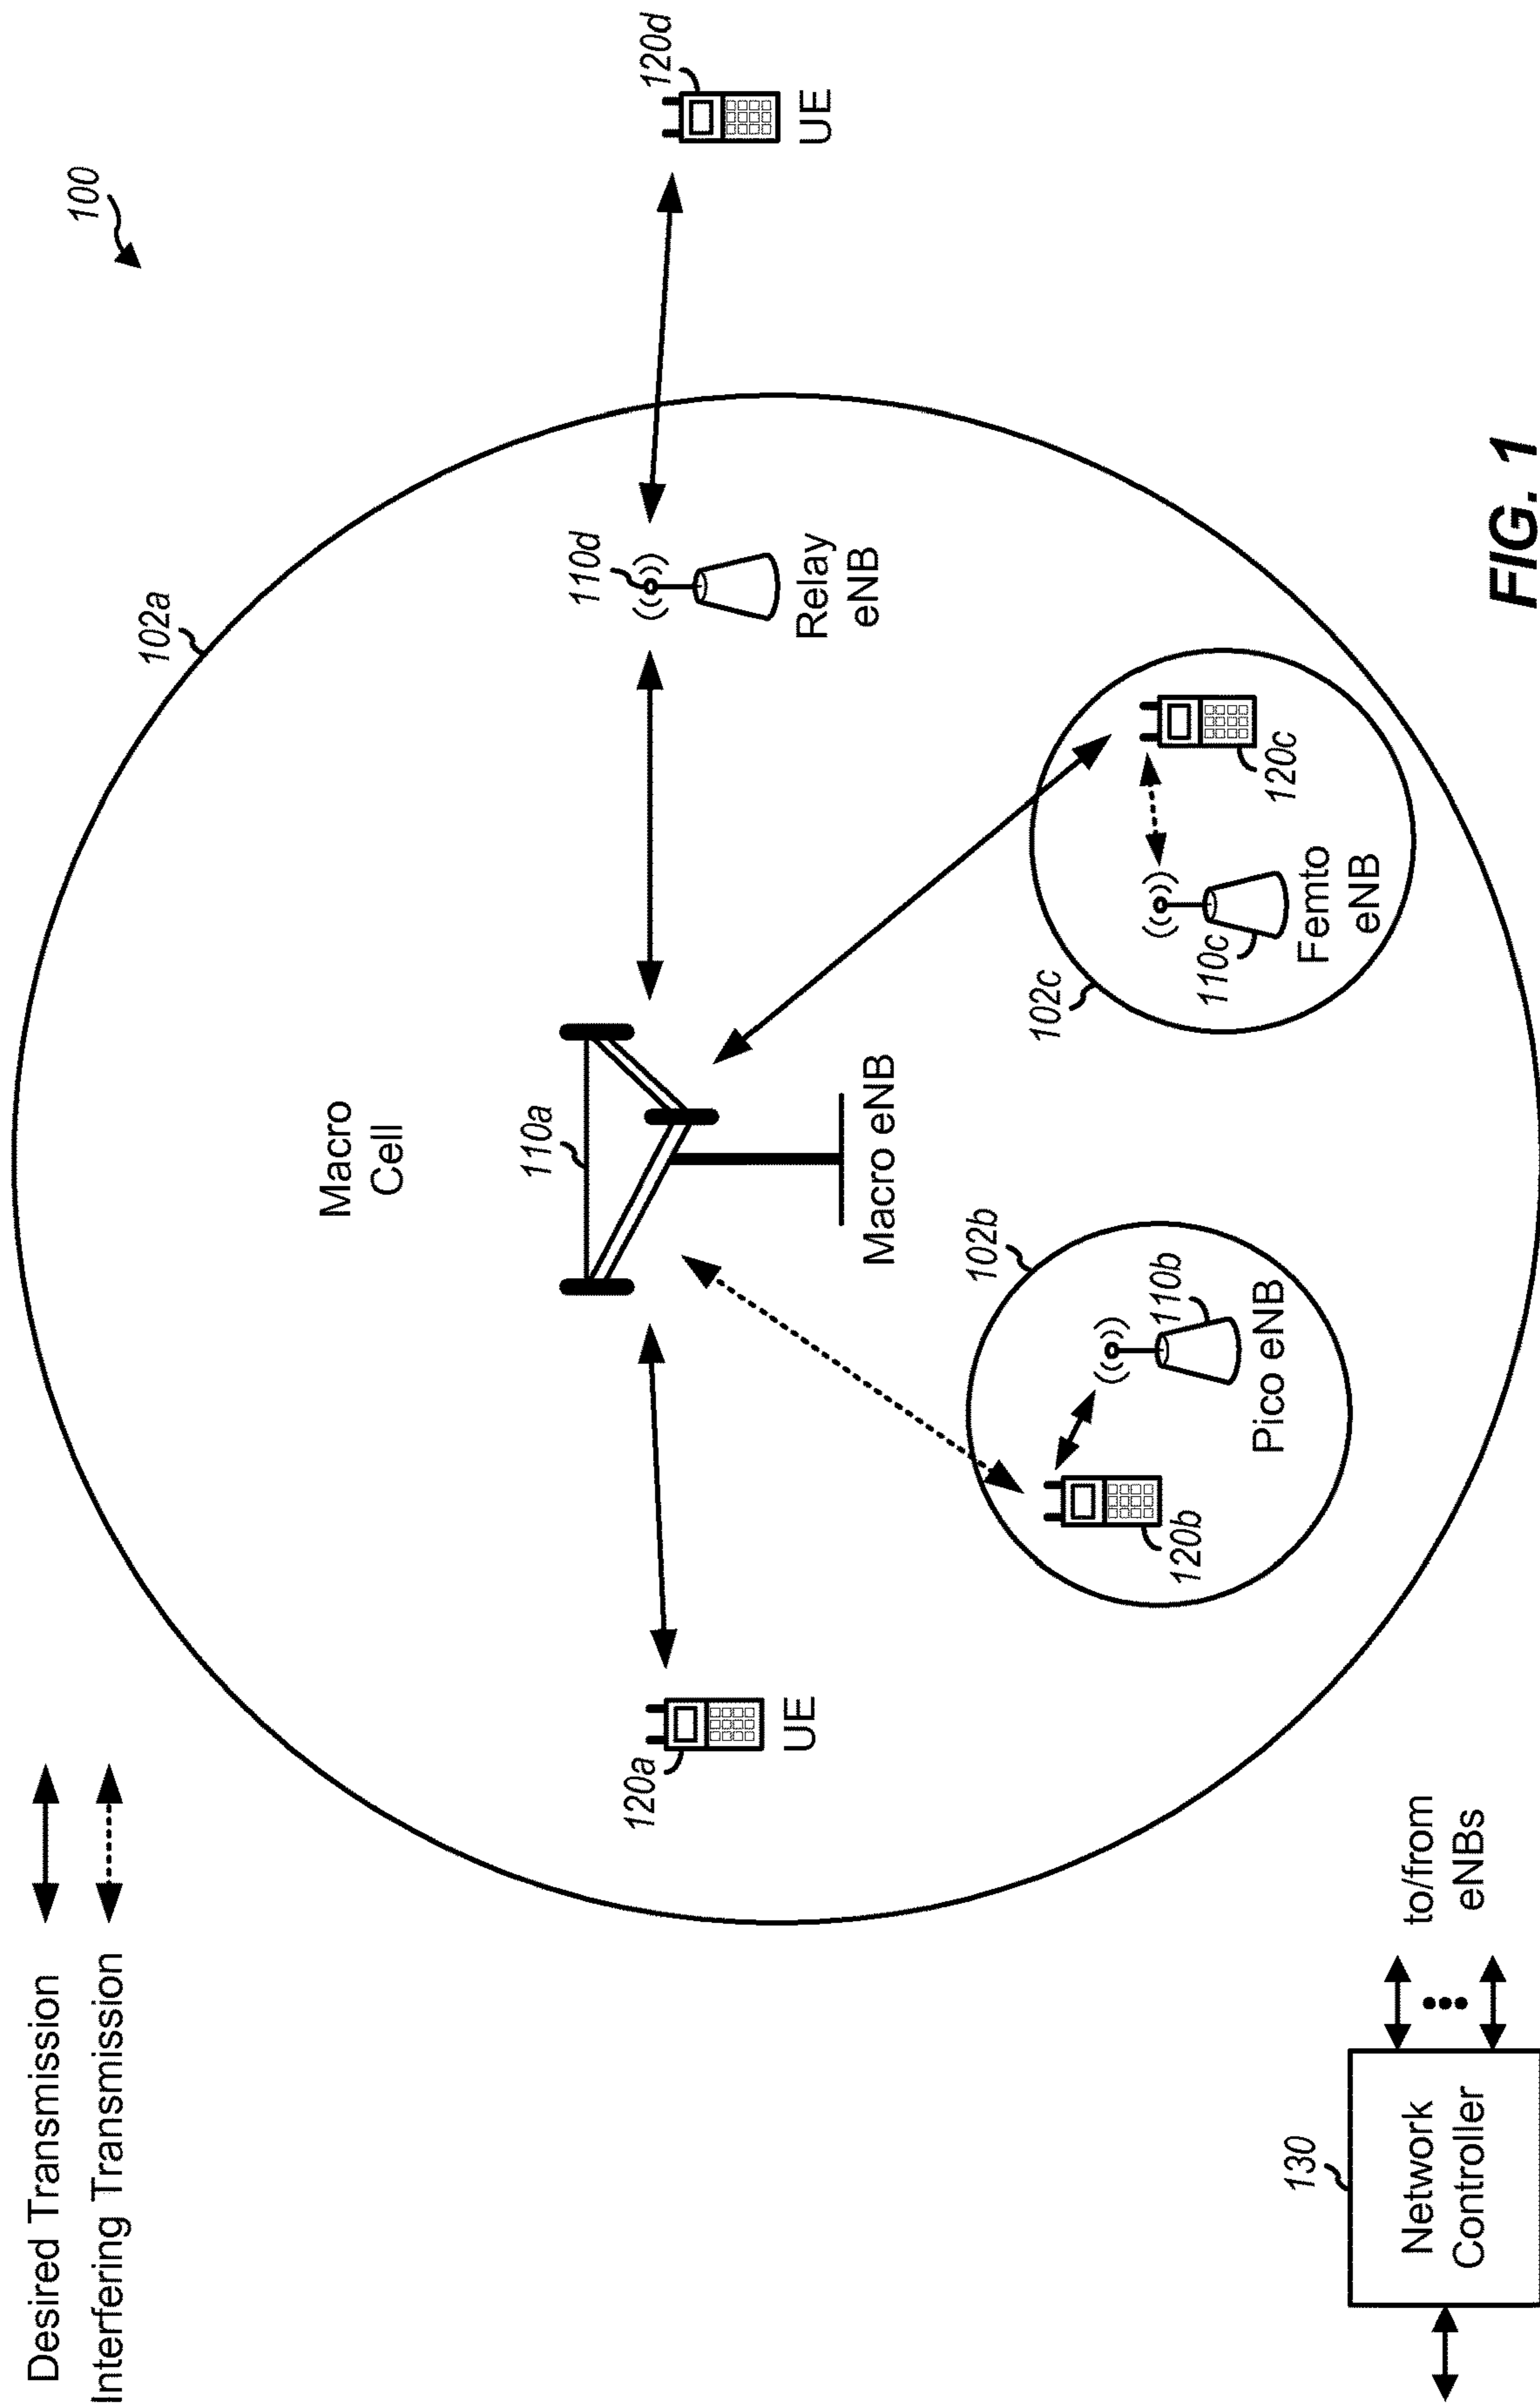 Desired Transmission
Interfering Transmission
100
102a
Macro
Cell
110a
110d
120a
120d
UE
UE
Relay
eNB
Macro eNB
102b
102c
110b
120b
Pico eNB
110c
120c
Femto
eNB
130
Network
Controller
to/from
eNBs
FIG. 1